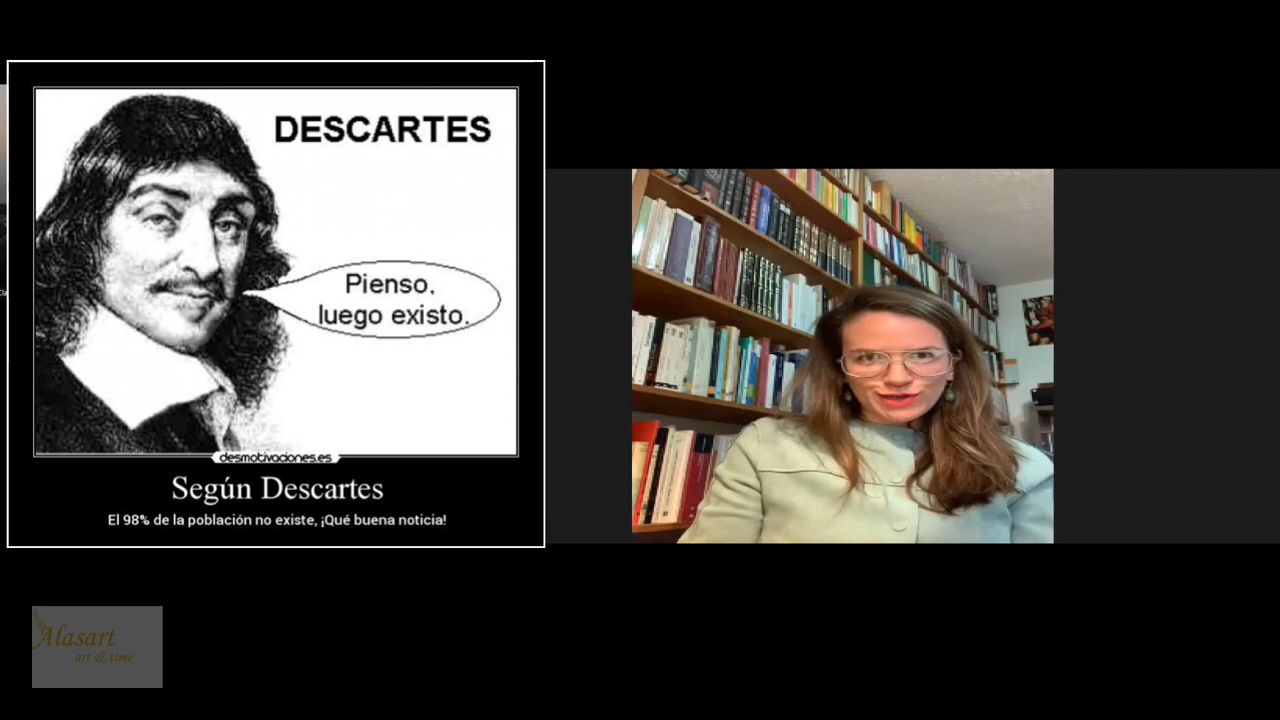 DESCARTES
Pienso,
luego existo.
desmotivaciones.es
Según Descartes
El 98% de la población no existe, ¡Qué buena noticia!
Alasart
art & time